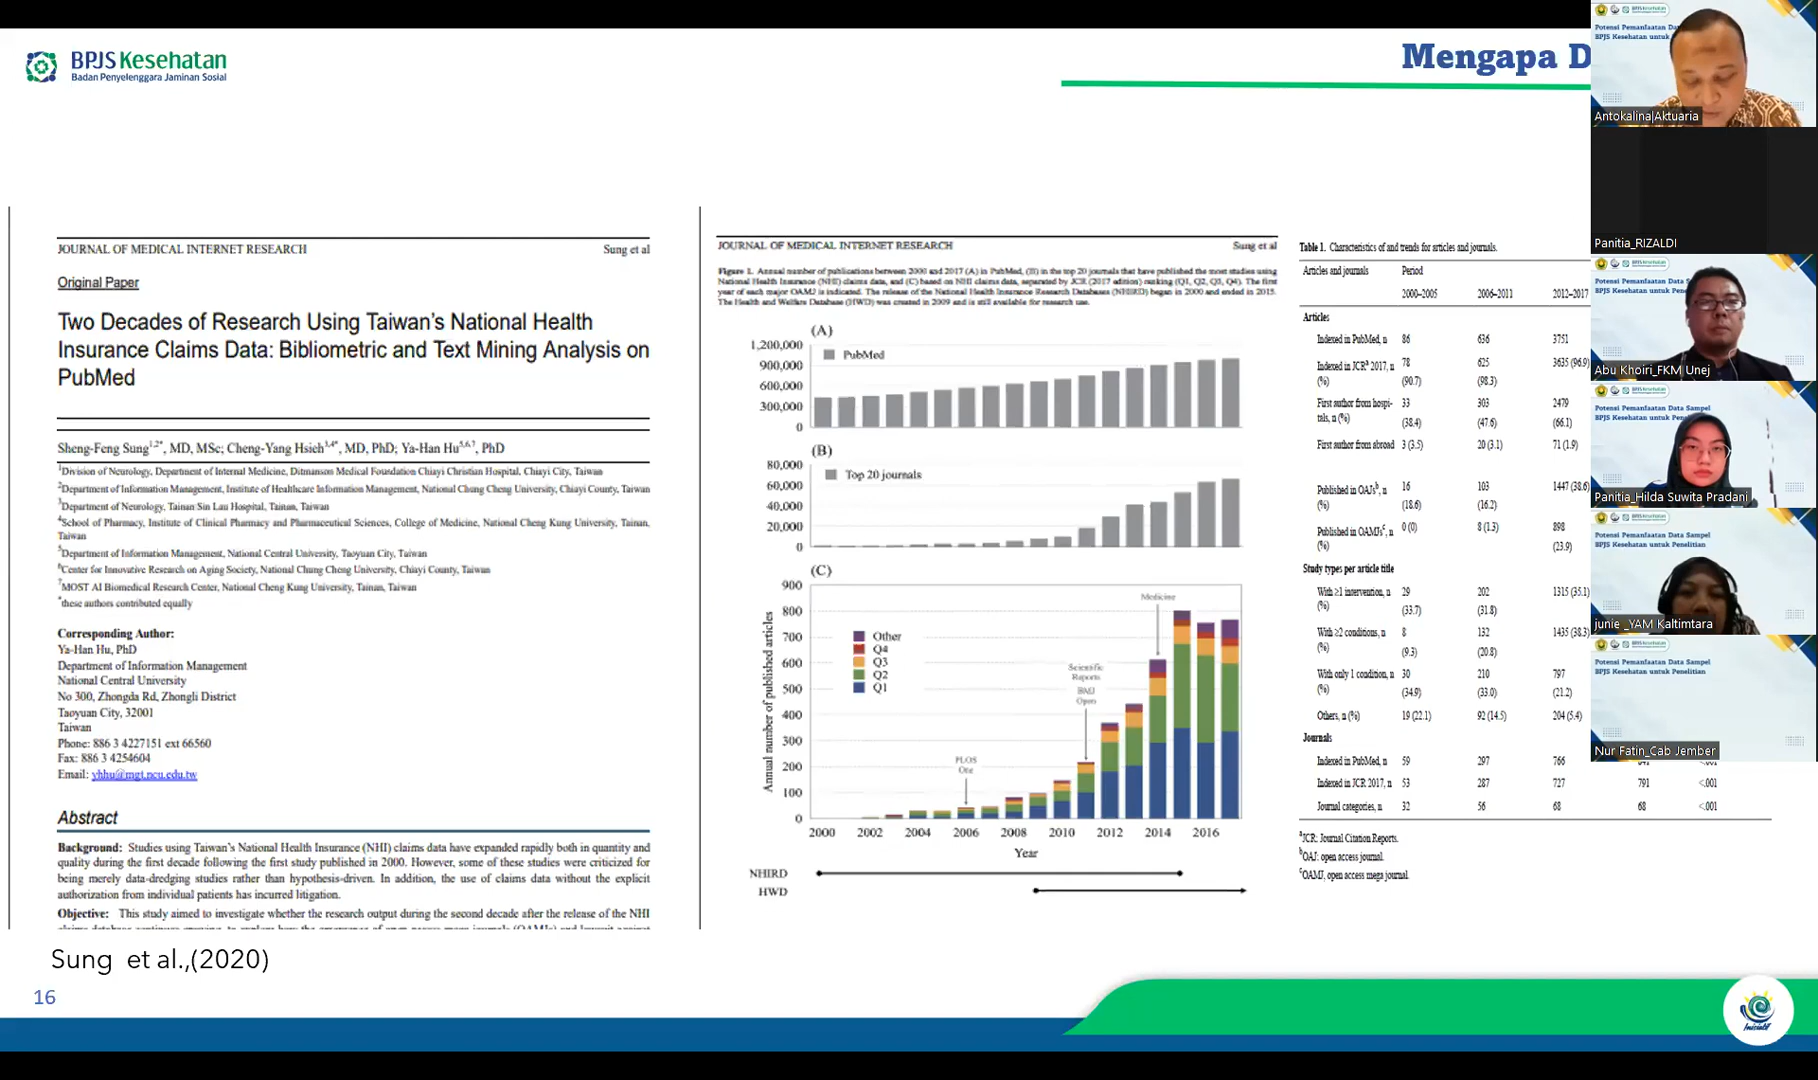 BPJS Kesehatan
Badan Penyelenggara Jaminan Sosial
Mengapa D
JOURNAL OF MEDICAL INTERNET RESEARCH Sung et al
Original Paper
Two Decades of Research Using Taiwan's National Health
Insurance Claims Data: Bibliometric and Text Mining Analysis on
PubMed
Sheng-Feng Sung1,2*, MD, MSc; Cheng-Yang Hsieh3,4*, MD, PhD; Ya-Han Hu5,6,7, PhD
1Division of Neurology, Department of Internal Medicine, Ditmanson Medical Foundation Chiayi Christian Hospital, Chiayi City, Taiwan
2Department of Information Management, Institute of Healthcare Information Management, National Chung Cheng University, Chiayi County, Taiwan
3Department of Neurology, Tainan Sin Lau Hospital, Tainan, Taiwan
4School of Pharmacy, Institute of Clinical Pharmacy and Pharmaceutical Sciences, College of Medicine, National Cheng Kung University, Tainan,
Taiwan
5Department of Information Management, National Central University, Taoyuan City, Taiwan
6Center for Innovative Research on Aging Society, National Chung Cheng University, Chiayi County, Taiwan
7MOST AI Biomedical Research Center, National Cheng Kung University, Tainan, Taiwan
*these authors contributed equally
Corresponding Author:
Ya-Han Hu, PhD
Department of Information Management
National Central University
No 300, Zhongda Rd, Zhongli District
Taoyuan City, 32001
Taiwan
Phone: 886 3 4227151 ext 66560
Fax: 886 3 4254604
Email: yhhu@mgt.ncu.edu.tw
Abstract
Background: Studies using Taiwan's National Health Insurance (NHI) claims data have expanded rapidly both in quantity and
quality during the first decade following the first study published in 2000. However, some of these studies were criticized for
being merely data-dredging studies rather than hypothesis-driven. In addition, the use of claims data without the explicit
authorization from individual patients has incurred litigation.
Objective: This study aimed to investigate whether the research output during the second decade after the release of the NHI
Sung et al.,(2020)
16
JOURNAL OF MEDICAL INTERNET RESEARCH Sung et al
Figure 1. Annual number of publications between 2000 and 2017 (A) in PubMed, (B) in the top 20 journals that have published the most studies using
National Health Insurance (NHI) claims data, and (C) based on NHI claims data, separated by JCR (2017 edition) ranking (Q1, Q2, Q3, Q4). The first
year of each major OAMJ is indicated. The release of the National Health Insurance Research Databases (NHIRD) began in 2000 and ended in 2015.
The Health and Welfare Database (HWD) was created in 2009 and is still available for research use.
(A)
1,200,000
900,000
600,000
300,000
0
PubMed
(B)
80,000
60,000
40,000
20,000
0
Top 20 journals
(C)
Annual number of published articles
900
800
700
600
500
400
300
200
100
0
Other
Q4
Q3
Q2
Q1
PLOS
One
Scientific
Reports
BMJ
Open
Medicine
2000 2002 2004 2006 2008 2010 2012 2014 2016
Year
NHIRD
HWD
Table 1. Characteristics of and trends for articles and journals.
Articles and journals Period
2000–2005 2006–2011 2012–2017
Articles
Indexed in PubMed, n 86 636 3751
Indexed in JCRa 2017, n 78 625 3635 (96.9)
(%) (90.7) (98.3)
First author from hospi- 33 303 2479
tals, n (%) (38.4) (47.6) (66.1)
First author from abroad 3 (3.5) 20 (3.1) 71 (1.9)
Published in OAJsb, n 16 103 1447 (38.6)
(%) (18.6) (16.2)
Published in OAMJsc, n 0 (0) 8 (1.3) 898
(%) (23.9)
Study types per article title
With ≥1 intervention, n 29 202 1315 (35.1)
(%) (33.7) (31.8)
With ≥2 conditions, n 8 132 1435 (38.3)
(%) (9.3) (20.8)
With only 1 condition, n 30 210 797
(%) (34.9) (33.0) (21.2)
Others, n (%) 19 (22.1) 92 (14.5) 204 (5.4)
Journals
Indexed in PubMed, n 59 297 766
Indexed in JCR 2017, n 53 287 727 791 <.001
Journal categories, n 32 56 68 68 <.001
aJCR: Journal Citation Reports.
bOAJ: open access journal.
cOAMJ, open access mega journal.
Antokalina|Aktuaria
Panitia_RIZALDI
Abu Khoiri_FKM Unej
Panitia_Hilda Suwita Pradani
Potensi Pemanfaatan Data Sampel
BPJS Kesehatan untuk Penelitian
junie _YAM Kaltimtara
Potensi Pemanfaatan Data Sampel
BPJS Kesehatan untuk Penelitian
Nur Fatin_Cab Jember